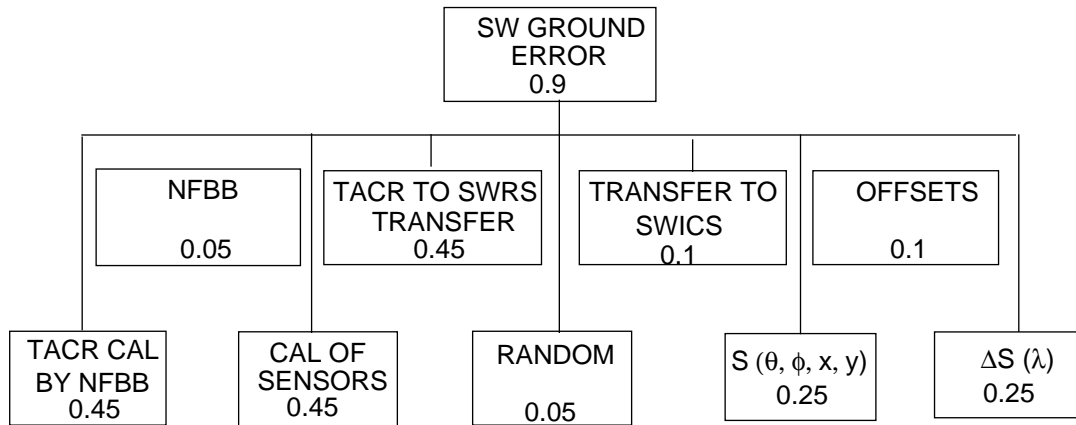 SW GROUND
ERROR
0.9
NFBB
0.05
TACR TO SWRS
TRANSFER
0.45
TRANSFER TO
SWICS
0.1
OFFSETS
0.1
TACR CAL
BY NFBB
0.45
CAL OF
SENSORS
0.45
RANDOM
0.05
S (θ, ϕ, x, y)
0.25
ΔS (λ)
0.25